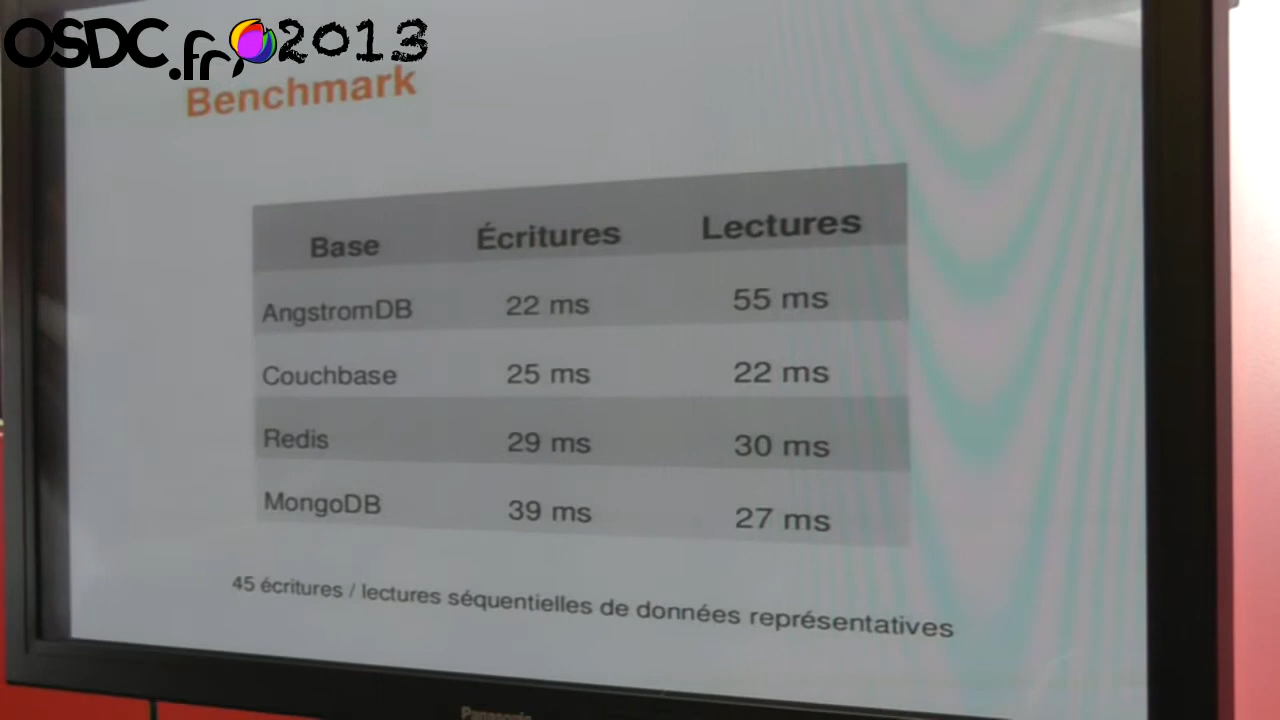 OSDC.fr 2013
Benchmark
Base Écritures Lectures
AngstromDB 22 ms 55 ms
Couchbase 25 ms 22 ms
Redis 29 ms 30 ms
MongoDB 39 ms 27 ms
45 écritures / lectures séquentielles de données représentatives
Panasonic